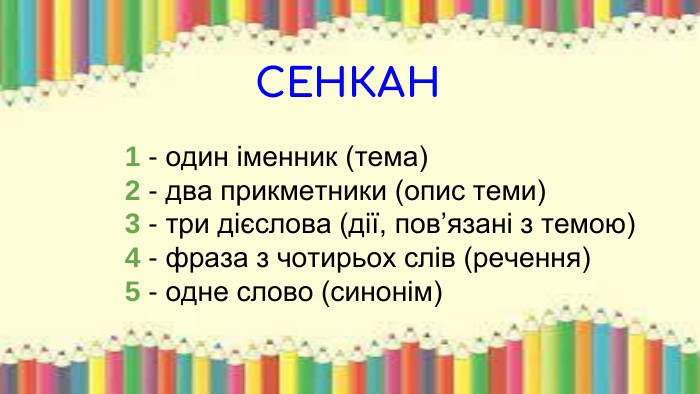 СЕНКАН
1 - один іменник (тема)
2 - два прикметники (опис теми)
3 - три дієслова (дії, пов’язані з темою)
4 - фраза з чотирьох слів (речення)
5 - одне слово (синонім)